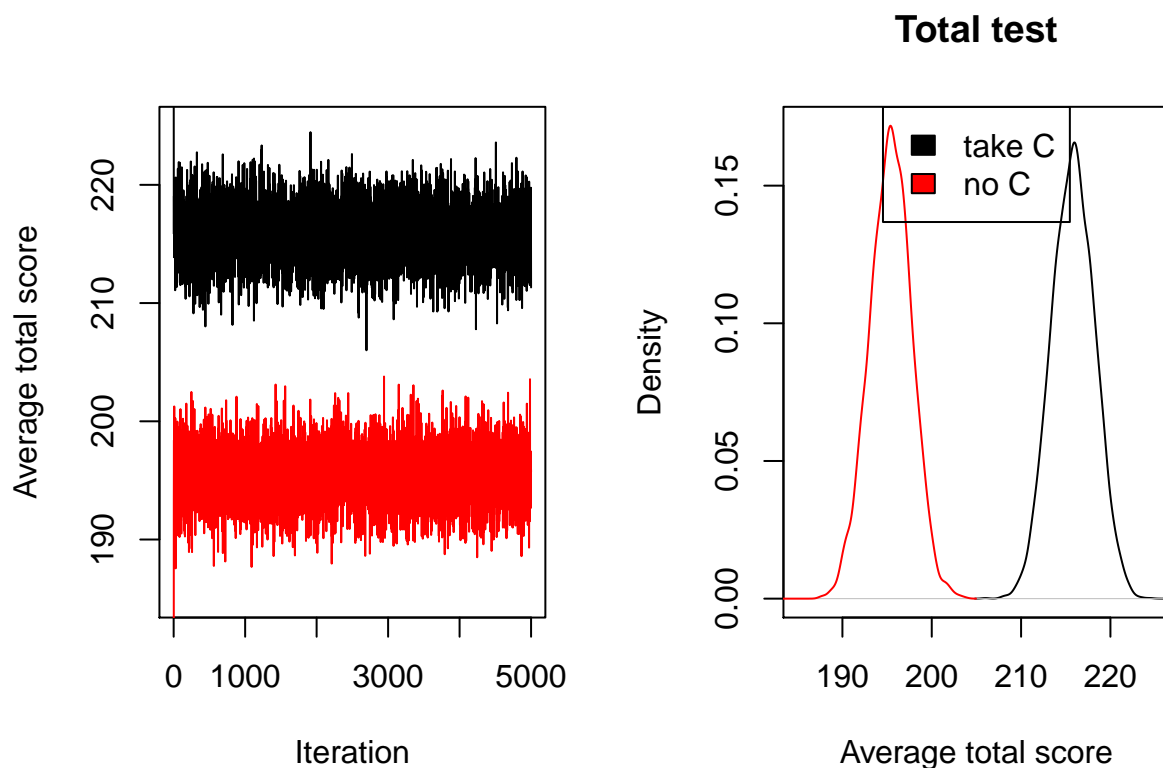 Total test
Average total score
220
210
200
190
0 1000 3000 5000
Iteration
Density
0.15
0.10
0.05
0.00
take C
no C
190 200 210 220
Average total score